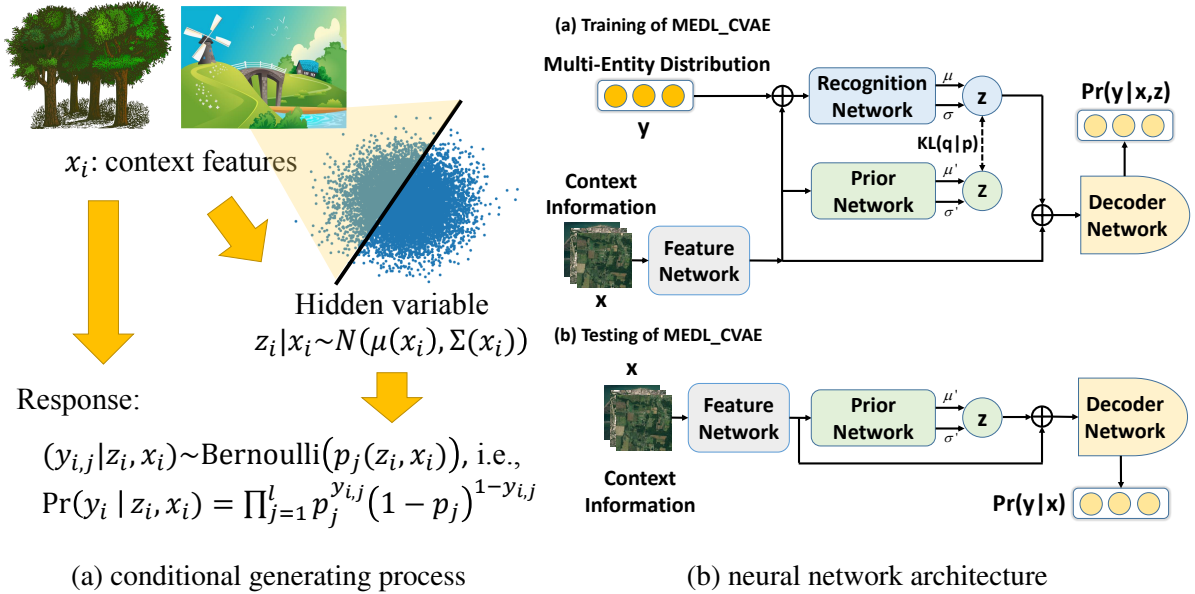 x_i: context features
Hidden variable
z_i|x_i~N(μ(x_i), Σ(x_i))
Response:
(y_{i,j}|z_i, x_i)~Bernoulli(p_j(z_i, x_i)), i.e.,
Pr(y_i | z_i, x_i) = ∏_{j=1}^{l} p_j^{y_{i,j}}(1 − p_j)^{1−y_{i,j}}
(a) conditional generating process
(a) Training of MEDL_CVAE
Multi-Entity Distribution
y
Recognition
Network
μ
σ
z
KL(q|p)
Pr(y|x,z)
Context
Information
x
Feature
Network
Prior
Network
μ'
σ'
z
Decoder
Network
(b) Testing of MEDL_CVAE
x
Context
Information
Feature
Network
Prior
Network
μ'
σ'
z
Decoder
Network
Pr(y|x)
(b) neural network architecture